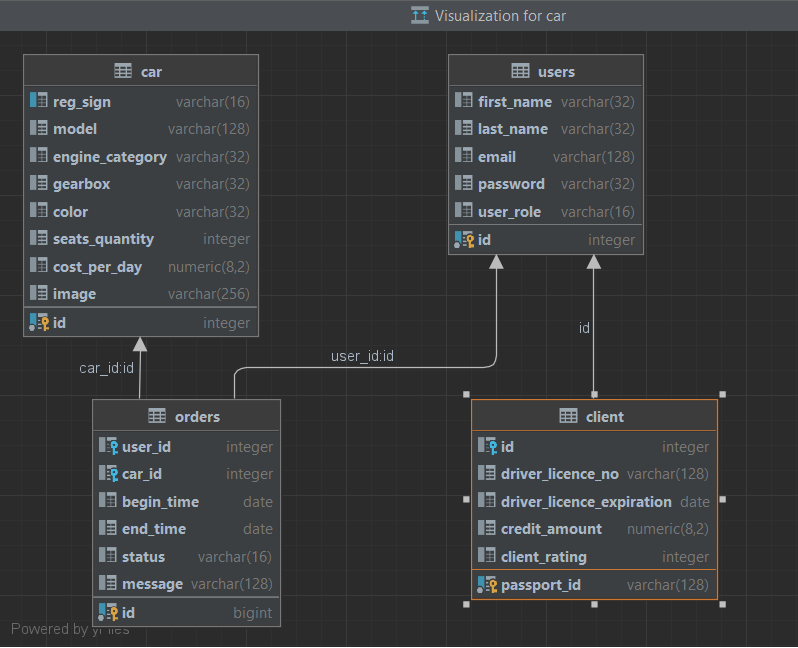 Visualization for car
car
reg_sign varchar(16)
model varchar(128)
engine_category varchar(32)
gearbox varchar(32)
color varchar(32)
seats_quantity integer
cost_per_day numeric(8,2)
image varchar(256)
id integer
users
first_name varchar(32)
last_name varchar(32)
email varchar(128)
password varchar(32)
user_role varchar(16)
id integer
car_id:id
user_id:id
id
orders
user_id integer
car_id integer
begin_time date
end_time date
status varchar(16)
message varchar(128)
id bigint
client
id integer
driver_licence_no varchar(128)
driver_licence_expiration date
credit_amount numeric(8,2)
client_rating integer
passport_id varchar(128)
Powered by yFiles